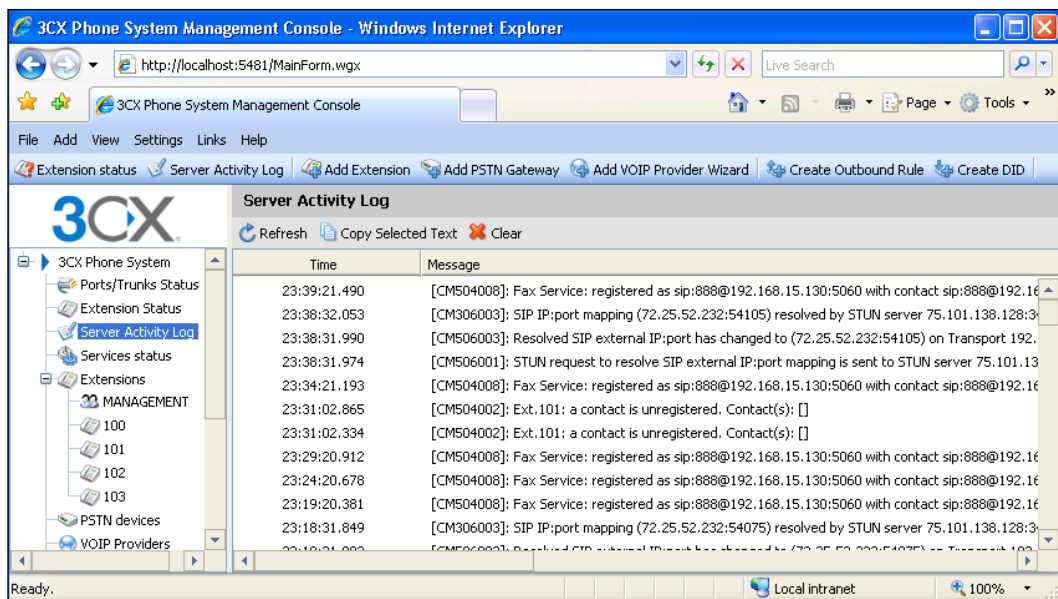 3CX Phone System Management Console - Windows Internet Explorer
http://localhost:5481/MainForm.wgx
Live Search
3CX Phone System Management Console
Page Tools »
File Add View Settings Links Help
Extension status Server Activity Log Add Extension Add PSTN Gateway Add VOIP Provider Wizard Create Outbound Rule Create DID
3CX
Server Activity Log
Refresh Copy Selected Text Clear
3CX Phone System
Ports/Trunks Status
Extension Status
Server Activity Log
Services status
Extensions
MANAGEMENT
100
101
102
103
PSTN devices
VOIP Providers
Time Message
23:39:21.490 [CM504008]: Fax Service: registered as sip:888@192.168.15.130:5060 with contact sip:888@192.16
23:38:32.053 [CM306003]: SIP IP:port mapping (72.25.52.232:54105) resolved by STUN server 75.101.138.128:3
23:38:31.990 [CM506003]: Resolved SIP external IP:port has changed to (72.25.52.232:54105) on Transport 192.
23:38:31.974 [CM506001]: STUN request to resolve SIP external IP:port mapping is sent to STUN server 75.101.13
23:34:21.193 [CM504008]: Fax Service: registered as sip:888@192.168.15.130:5060 with contact sip:888@192.16
23:31:02.865 [CM504002]: Ext.101: a contact is unregistered. Contact(s): []
23:31:02.334 [CM504002]: Ext.101: a contact is unregistered. Contact(s): []
23:29:20.912 [CM504008]: Fax Service: registered as sip:888@192.168.15.130:5060 with contact sip:888@192.16
23:24:20.678 [CM504008]: Fax Service: registered as sip:888@192.168.15.130:5060 with contact sip:888@192.16
23:19:20.381 [CM504008]: Fax Service: registered as sip:888@192.168.15.130:5060 with contact sip:888@192.16
23:18:31.849 [CM306003]: SIP IP:port mapping (72.25.52.232:54075) resolved by STUN server 75.101.138.128:3
Resolved SIP external IP:port has changed to
Ready. Local intranet 100%